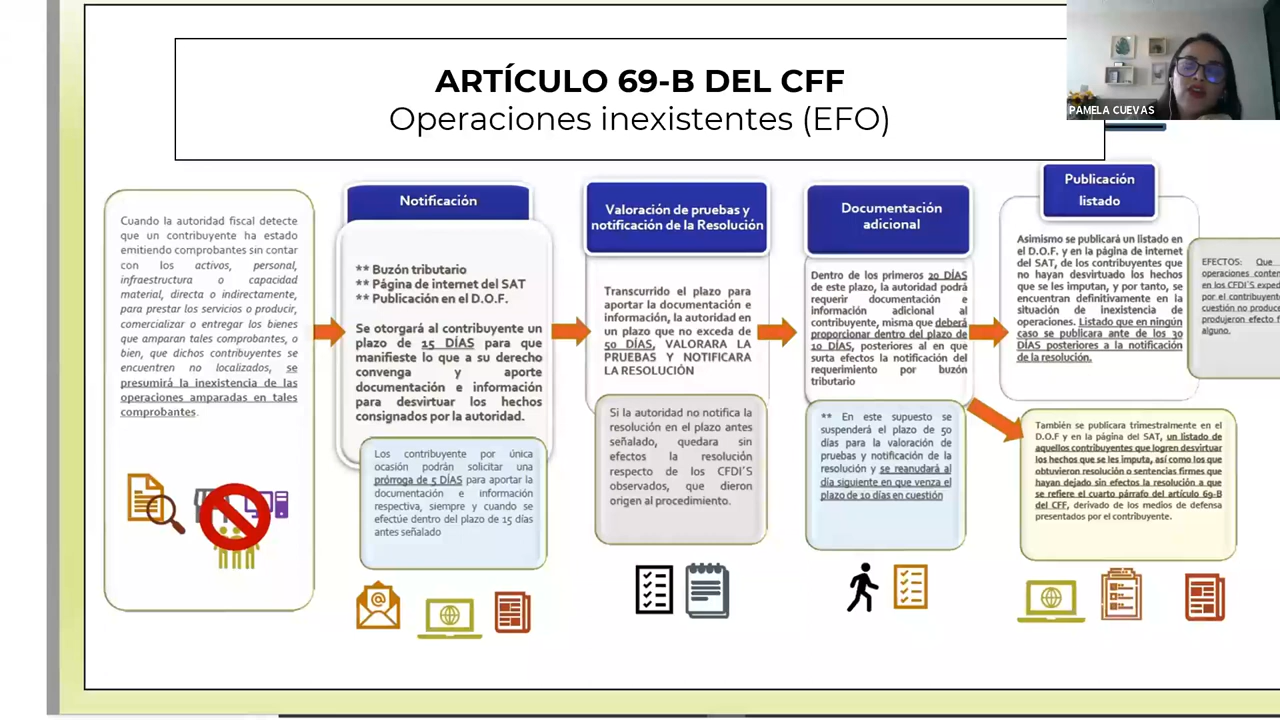 ARTÍCULO 69-B DEL CFF
Operaciones inexistentes (EFO)
PAMELA CUEVAS
Cuando la autoridad fiscal detecte
que un contribuyente ha estado
emitiendo comprobantes sin contar
con los activos, personal,
infraestructura o capacidad
material, directa o indirectamente,
para prestar los servicios o producir,
comercializar o entregar los bienes
que amparan tales comprobantes, o
bien, que dichos contribuyentes se
encuentren no localizados, se
presumirá la inexistencia de las
operaciones amparadas en tales
comprobantes.
Notificación
** Buzón tributario
** Página de internet del SAT
** Publicación en el D.O.F.
Se otorgará al contribuyente un
plazo de 15 DÍAS para que
manifieste lo que a su derecho
convenga y aporte
documentación e información
para desvirtuar los hechos
consignados por la autoridad.
Los contribuyente por única
ocasión podrán solicitar una
prórroga de 5 DÍAS para aportar la
documentación e información
respectiva, siempre y cuando se
efectúe dentro del plazo de 15 días
antes señalado
Valoración de pruebas y
notificación de la Resolución
Transcurrido el plazo para
aportar la documentación e
información, la autoridad en
un plazo que no exceda de
50 DÍAS, VALORARA LA
PRUEBAS Y NOTIFICARA
LA RESOLUCIÓN
Si la autoridad no notifica la
resolución en el plazo antes
señalado, quedara sin
efectos la resolución
respecto de los CFDI´S
observados, que dieron
origen al procedimiento.
Documentación
adicional
Dentro de los primeros 20 DÍAS
de este plazo, la autoridad podrá
requerir documentación e
información adicional al
contribuyente, misma que deberá
proporcionar dentro del plazo de
10 DÍAS, posteriores al en que
surta efectos la notificación del
requerimiento por buzón
tributario
** En este supuesto se
suspenderá el plazo de 50
días para la valoración de
pruebas y notificación de la
resolución y se reanudará al
día siguiente en que venza el
plazo de 10 días en cuestión
Publicación
listado
Asimismo se publicará un listado en
el D.O.F. y en la página de internet
del SAT, de los contribuyentes que
no hayan desvirtuado los hechos
que se les imputan, y por tanto, se
encuentran definitivamente en la
situación de inexistencia de
operaciones. Listado que en ningún
caso se publicará ante de los 30
DÍAS posteriores a la notificación
de la resolución.
También se publicara trimestralmente en el
D.O.F y en la página del SAT, un listado de
aquellos contribuyentes que logren desvirtuar
los hechos que se les imputa, así como los que
obtuvieron resolución o sentencias firmes que
hayan dejado sin efectos la resolución a que
se refiere el cuarto párrafo del artículo 69-B
del CFF, derivado de los medios de defensa
presentados por el contribuyente.
EFECTOS: Que
operaciones conten
en los CFDI´S exped
por el contribuyent
cuestión no produce
produjeron efecto f
alguno.